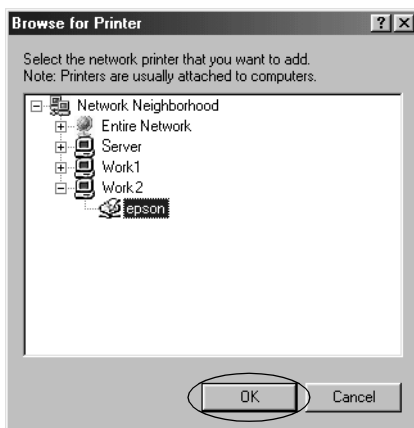 Browse for Printer
Select the network printer that you want to add.
Note: Printers are usually attached to computers.
Network Neighborhood
Entire Network
Server
Work1
Work2
epson
OK Cancel